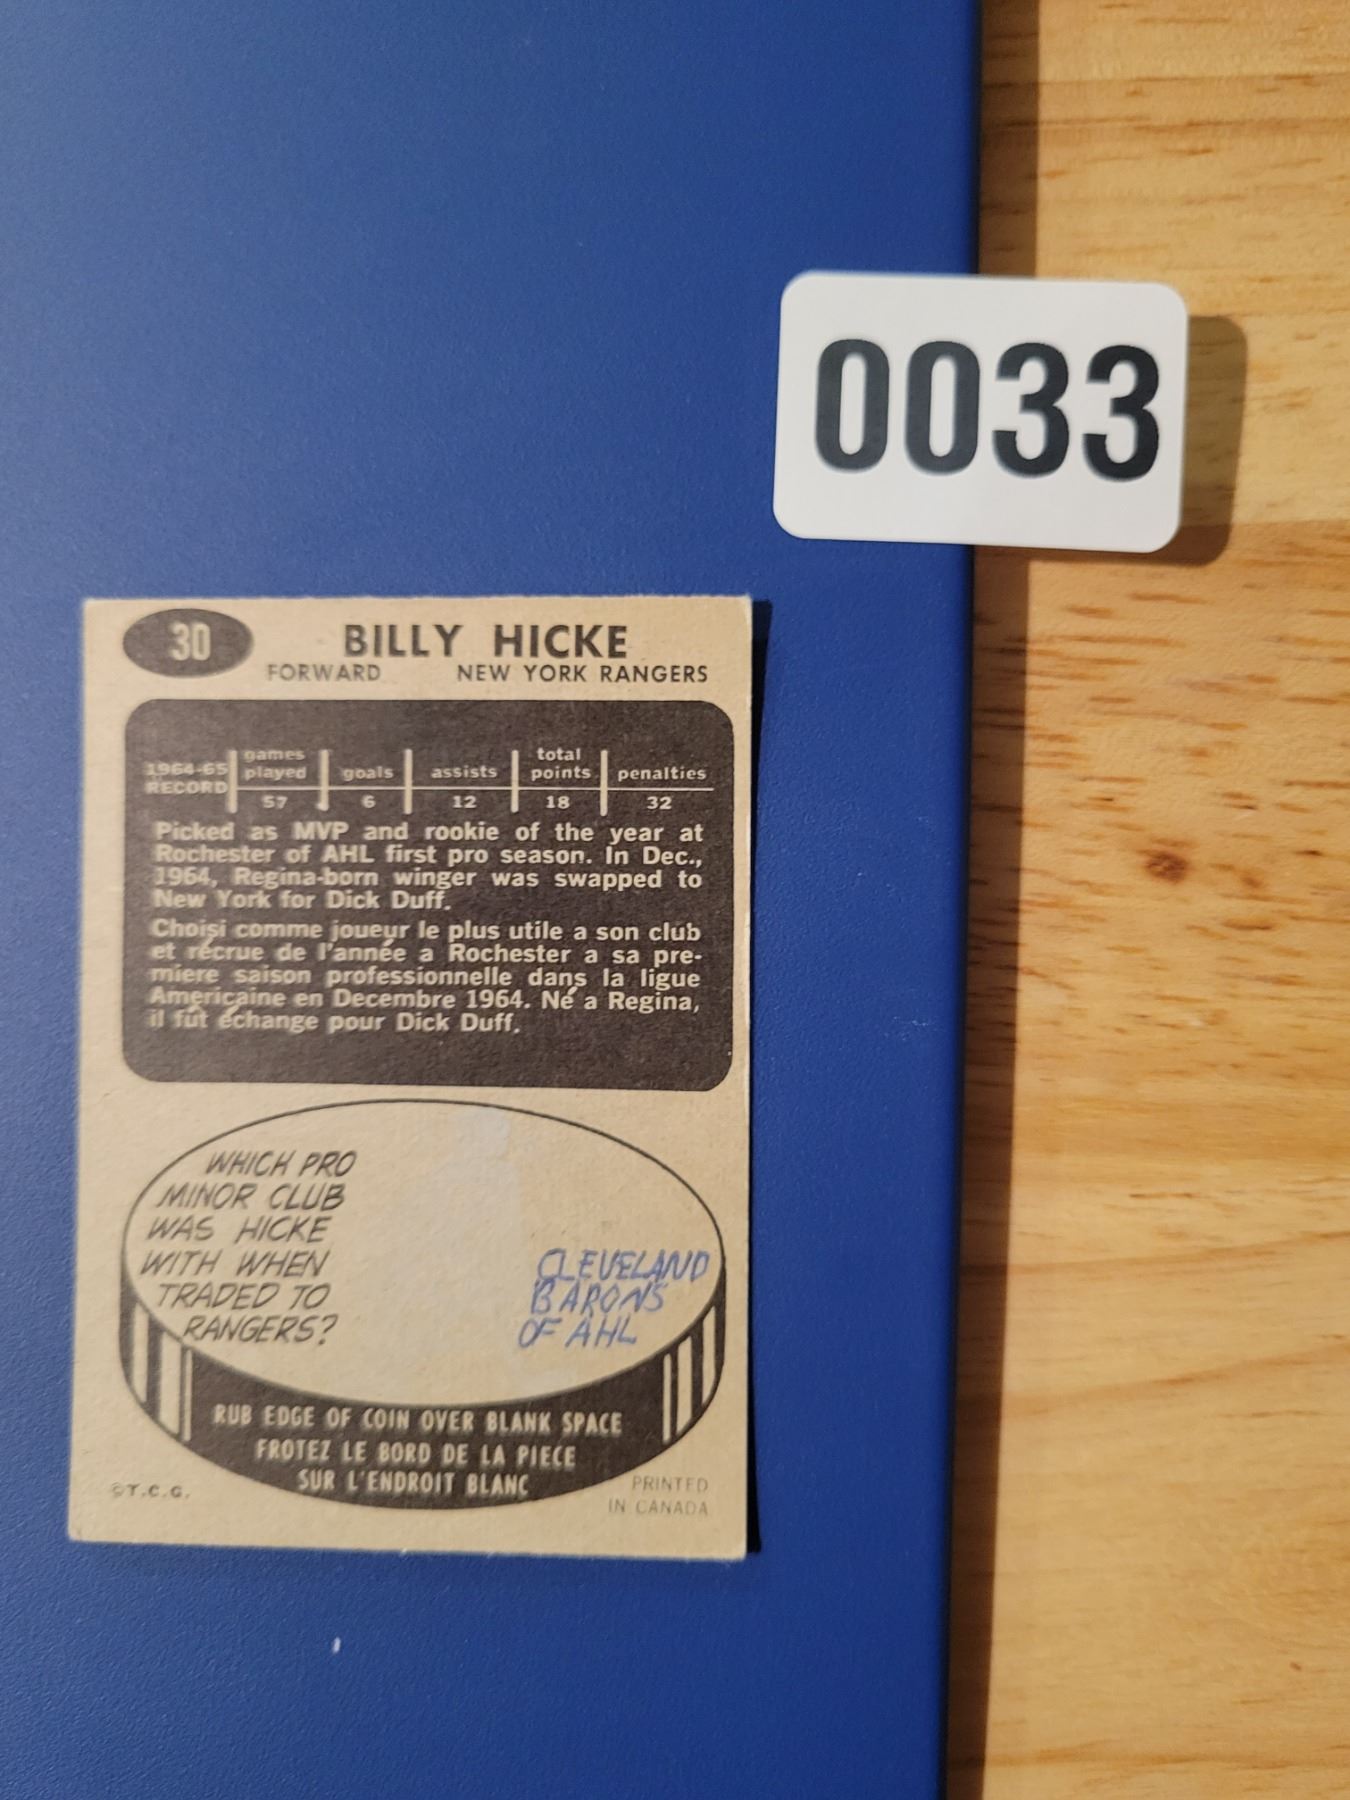 0033
30
BILLY HICKE
FORWARD NEW YORK RANGERS
1964-65 RECORD games played goals assists total points penalties
57 6 12 18 32
Picked as MVP and rookie of the year at
Rochester of AHL first pro season. In Dec.,
1964, Regina-born winger was swapped to
New York for Dick Duff.
Choisi comme joueur le plus utile a son club
et récrue de l'année a Rochester a sa pre-
miere saison professionnelle dans la ligue
Américaine en Decembre 1964. Né a Regina,
il fút échange pour Dick Duff.
WHICH PRO
MINOR CLUB
WAS HICKE
WITH WHEN
TRADED TO
RANGERS?
CLEVELAND
BARONS
OF AHL
RUB EDGE OF COIN OVER BLANK SPACE
FROTEZ LE BORD DE LA PIECE
SUR L'ENDROIT BLANC
©T.C.G.
PRINTED
IN CANADA